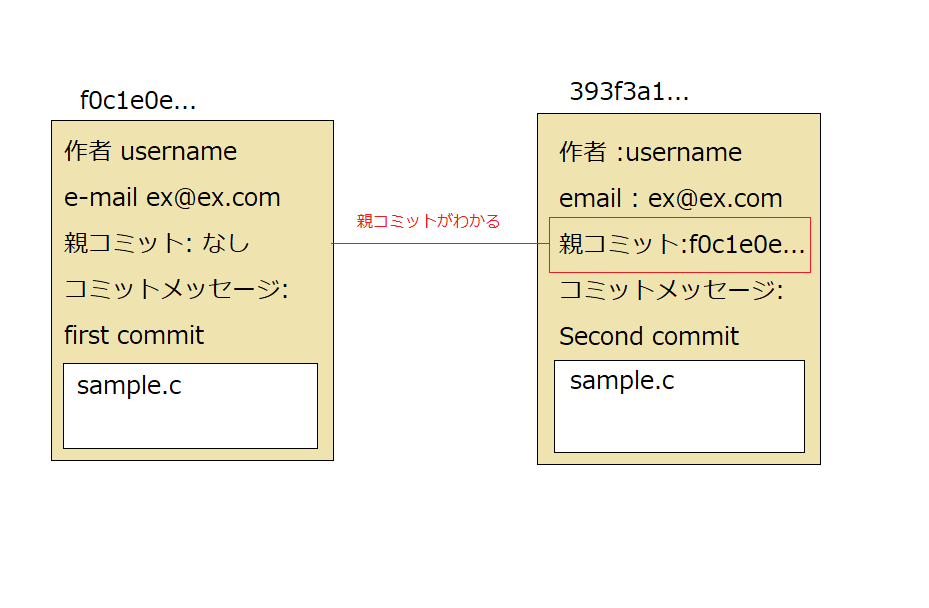 f0c1e0e...
作者 username
e-mail ex@ex.com
親コミット: なし
コミットメッセージ:
first commit
sample.c
親コミットがわかる
393f3a1...
作者 :username
email : ex@ex.com
親コミット:f0c1e0e...
コミットメッセージ:
Second commit
sample.c